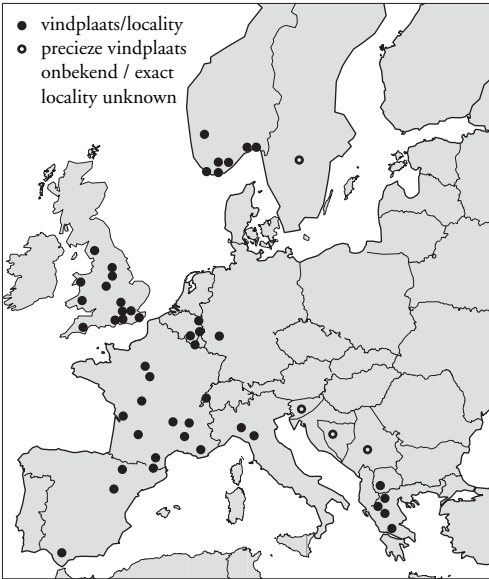 vindplaats/locality
precieze vindplaats
onbekend / exact
locality unknown